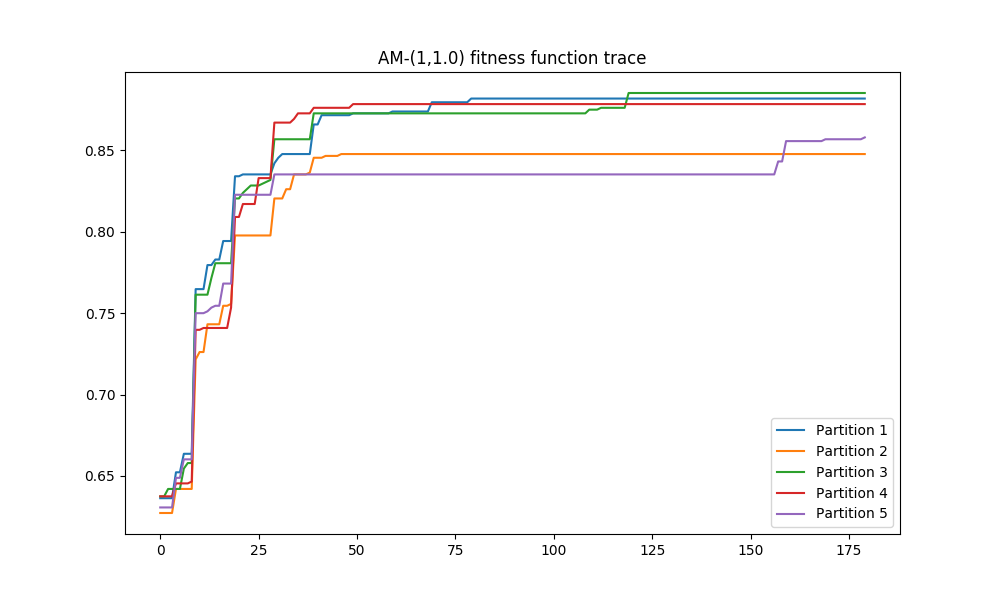 AM-(1,1.0) fitness function trace
0.85
0.80
0.75
0.70
0.65
0 25 50 75 100 125 150 175
Partition 1
Partition 2
Partition 3
Partition 4
Partition 5